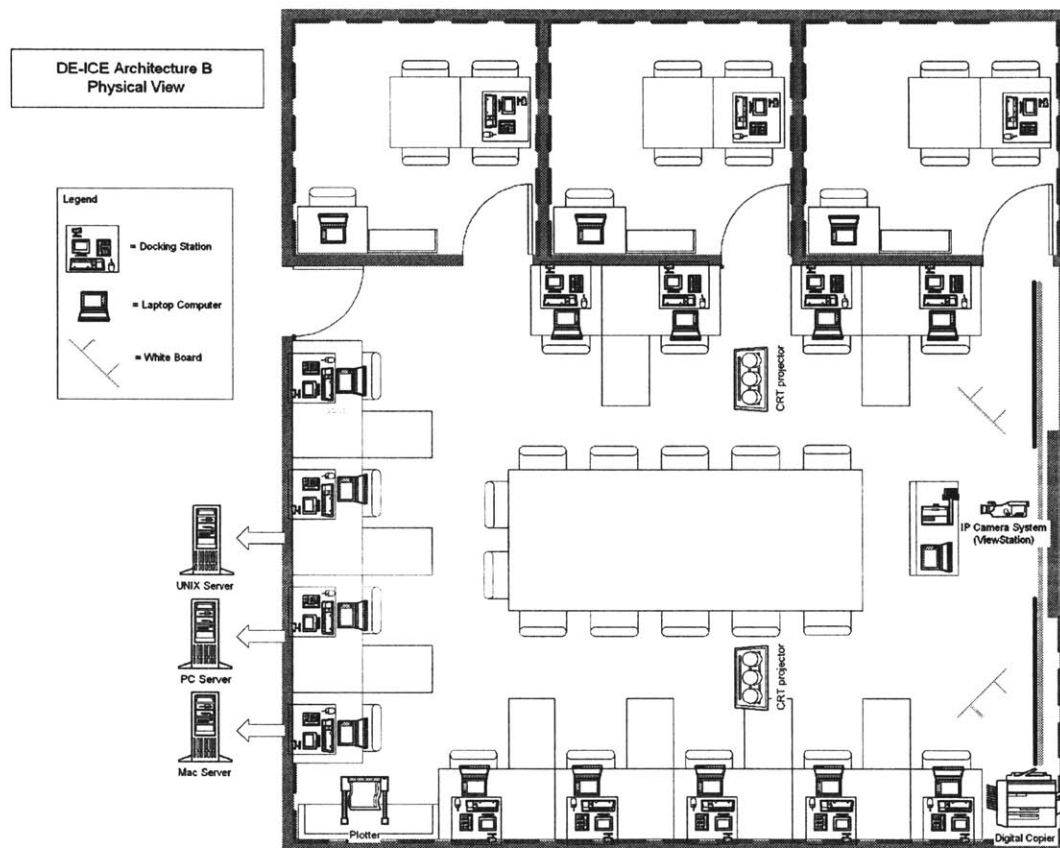 DE-ICE Architecture B
Physical View
Legend
= Docking Station
= Laptop Computer
= White Board
CRT projector
IP Camera System
(ViewStation)
UNIX Server
PC Server
Mac Server
CRT projector
Plotter
Digital Copier